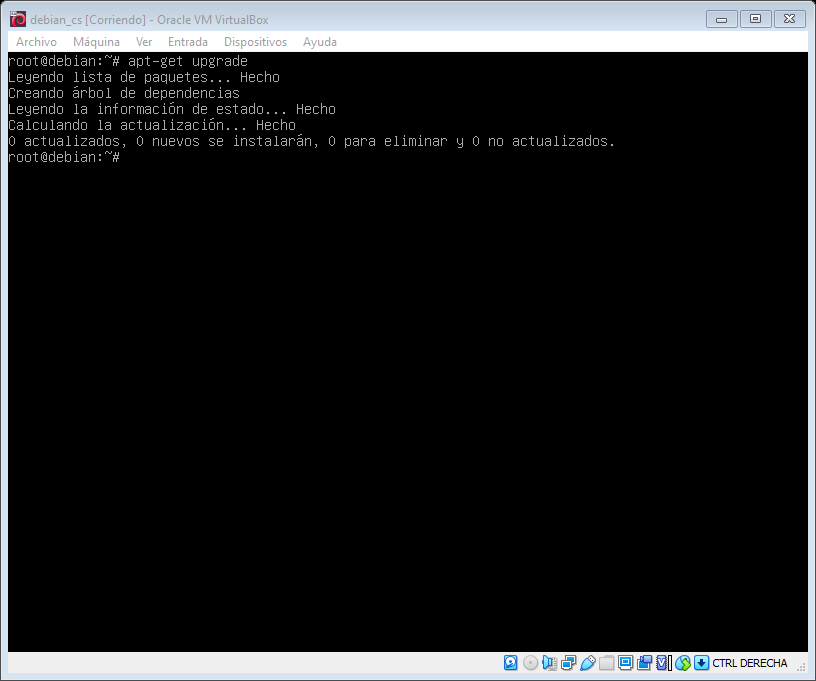 debian_cs [Corriendo] - Oracle VM VirtualBox
Archivo Máquina Ver Entrada Dispositivos Ayuda
root@debian:~# apt-get upgrade
Leyendo lista de paquetes... Hecho
Creando árbol de dependencias
Leyendo la información de estado... Hecho
Calculando la actualización... Hecho
0 actualizados, 0 nuevos se instalarán, 0 para eliminar y 0 no actualizados.
root@debian:~#
CTRL DERECHA